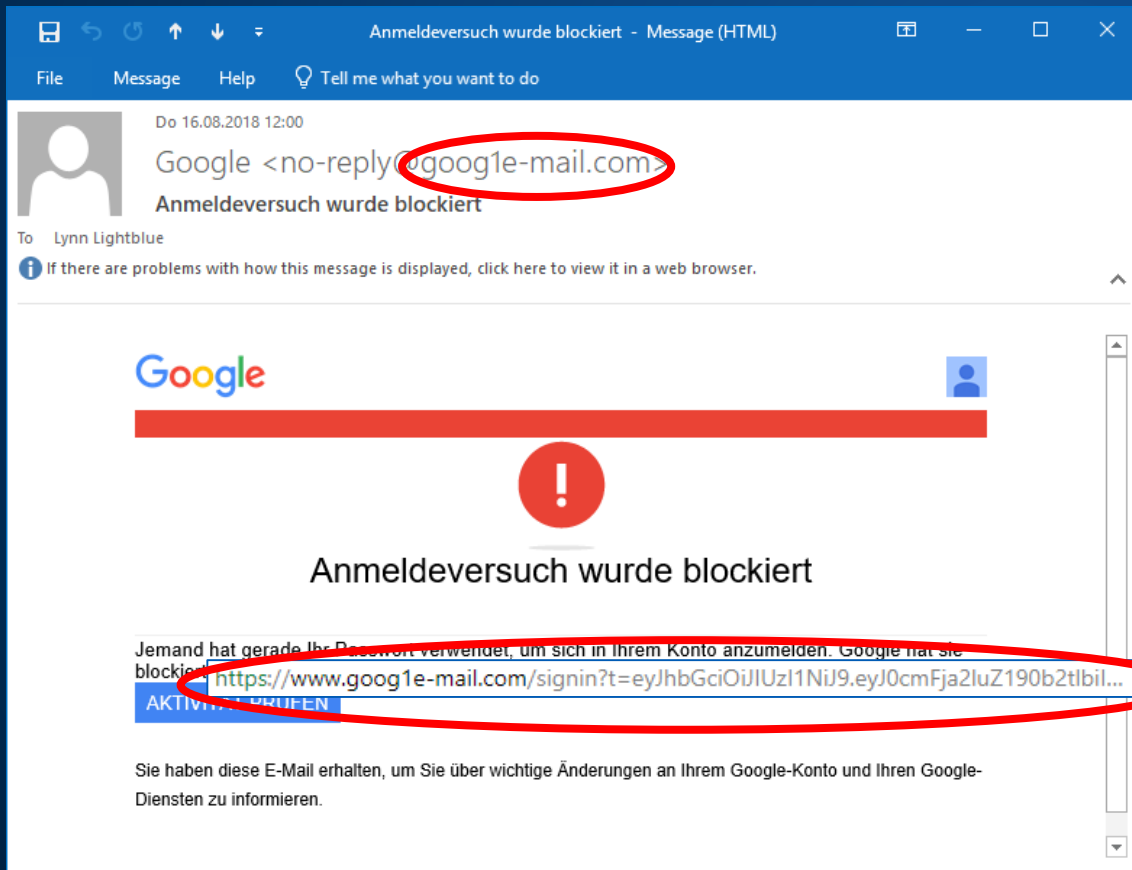 Anmeldeversuch wurde blockiert - Message (HTML)
File Message Help Tell me what you want to do
Do 16.08.2018 12:00
Google <no-reply@goog1e-mail.com>
Anmeldeversuch wurde blockiert
To Lynn Lightblue
If there are problems with how this message is displayed, click here to view it in a web browser.
Google
Anmeldeversuch wurde blockiert
Jemand hat gerade Ihr Passwort verwendet, um sich in Ihrem Konto anzumelden. Google hat sie
blockiert
https://www.goog1e-mail.com/signin?t=eyJhbGciOiJIUzI1NiJ9.eyJ0cmFja2luZ190b2tlbiI...
AKTIVITÄT PRÜFEN
Sie haben diese E-Mail erhalten, um Sie über wichtige Änderungen an Ihrem Google-Konto und Ihren Google-
Diensten zu informieren.